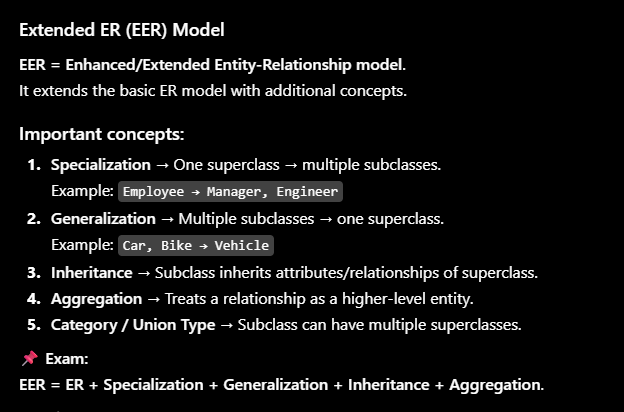 Extended ER (EER) Model
EER = Enhanced/Extended Entity-Relationship model.
It extends the basic ER model with additional concepts.
Important concepts:
1. Specialization → One superclass → multiple subclasses.
Example: Employee → Manager, Engineer
2. Generalization → Multiple subclasses → one superclass.
Example: Car, Bike → Vehicle
3. Inheritance → Subclass inherits attributes/relationships of superclass.
4. Aggregation → Treats a relationship as a higher-level entity.
5. Category / Union Type → Subclass can have multiple superclasses.
📌 Exam:
EER = ER + Specialization + Generalization + Inheritance + Aggregation.